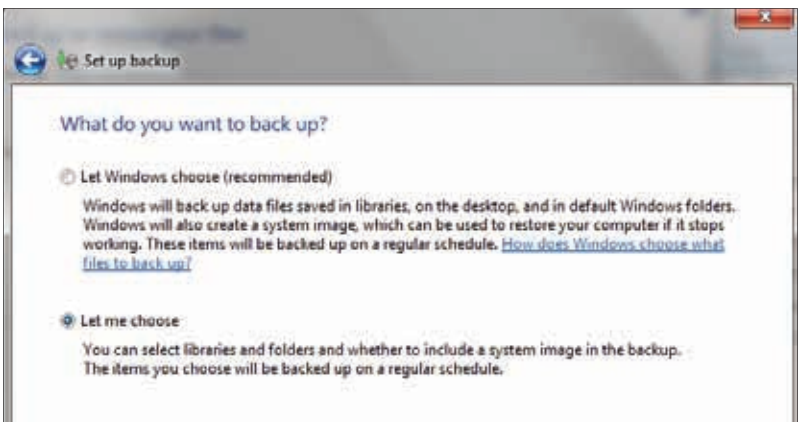 Set up backup
What do you want to back up?
Let Windows choose (recommended)
Windows will back up data files saved in libraries, on the desktop, and in default Windows folders.
Windows will also create a system image, which can be used to restore your computer if it stops
working. These items will be backed up on a regular schedule. How does Windows choose what
files to back up?
Let me choose
You can select libraries and folders and whether to include a system image in the backup.
The items you choose will be backed up on a regular schedule.